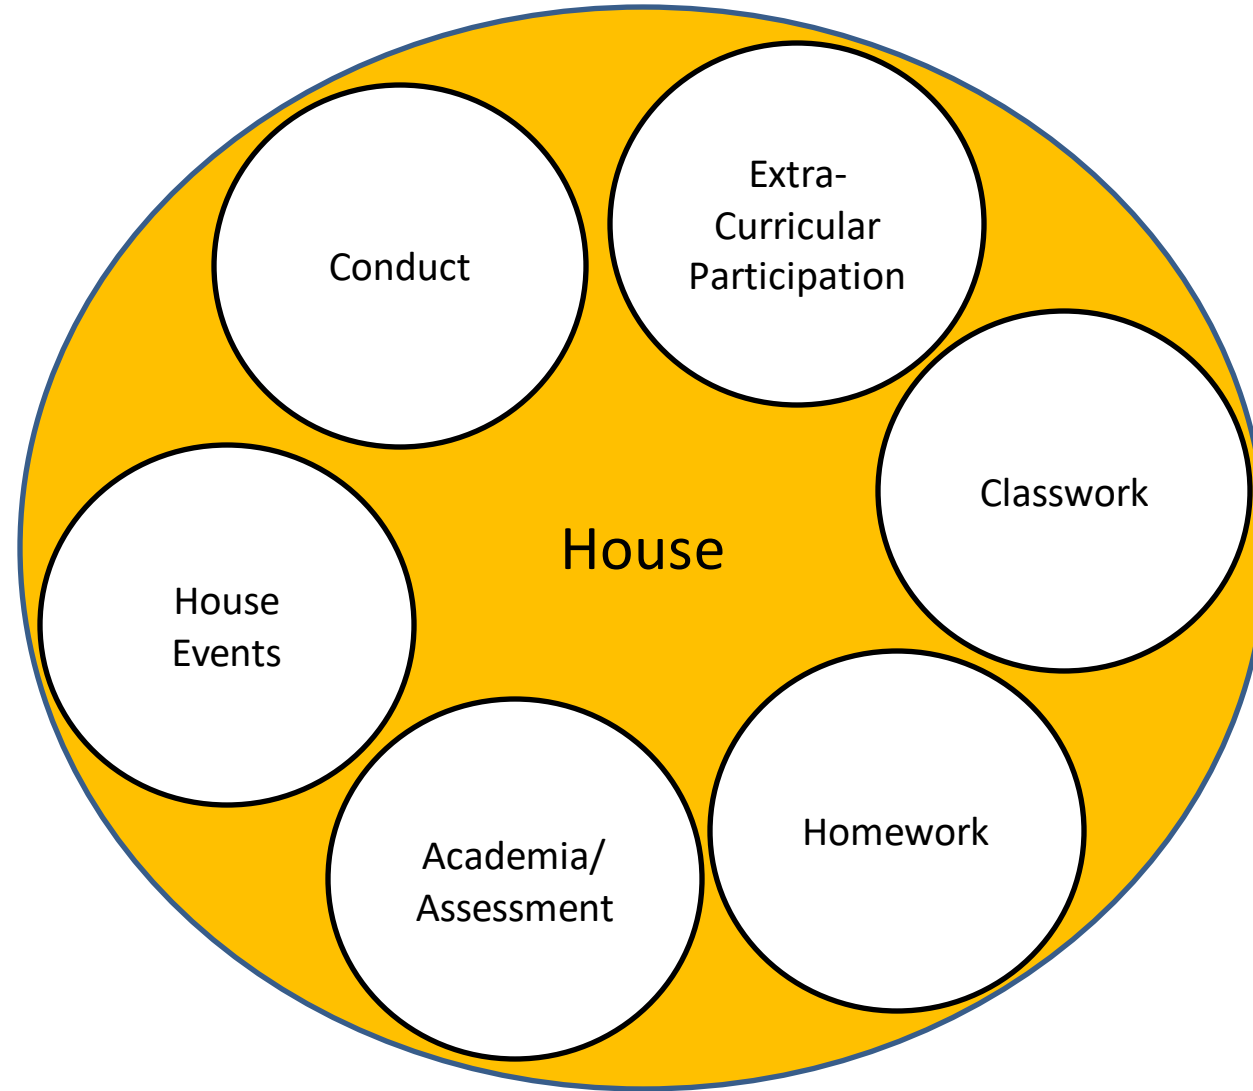 Extra-
Curricular
Participation
Conduct
Classwork
House
House
Events
Homework
Academia/
Assessment